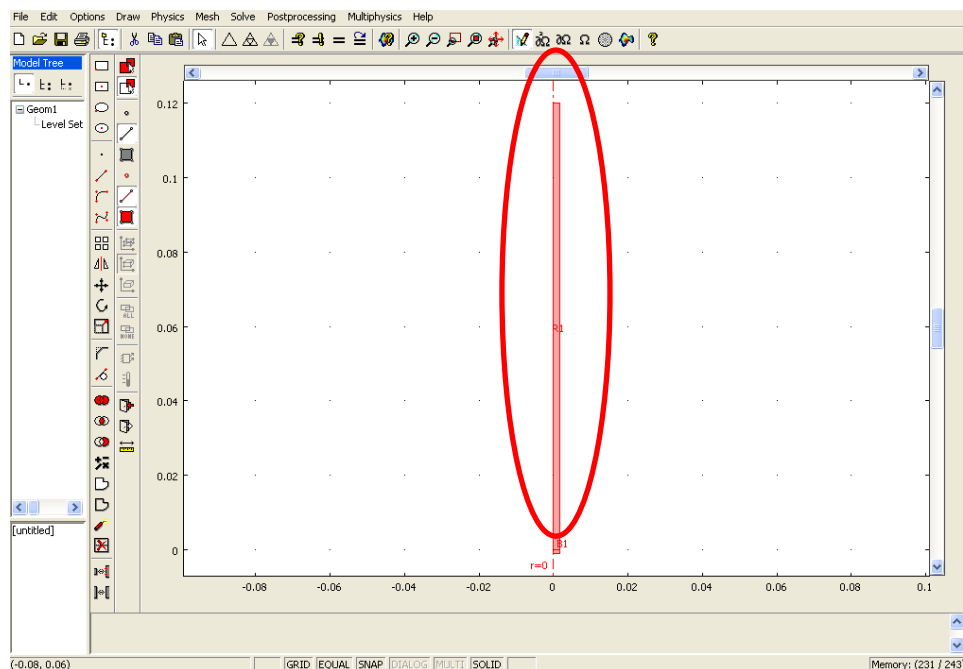 File Edit Options Draw Physics Mesh Solve Postprocessing Multiphysics Help
Model Tree
Geom1
Level Set
ALL
NONE
0.12
0.1
0.08
0.06
0.04
0.02
0
R1
B1
r=0
-0.08 -0.06 -0.04 -0.02 0 0.02 0.04 0.06 0.08 0.1
[untitled]
(-0.08, 0.06)
GRID EQUAL SNAP DIALOG MULTI SOLID
Memory: (231 / 243